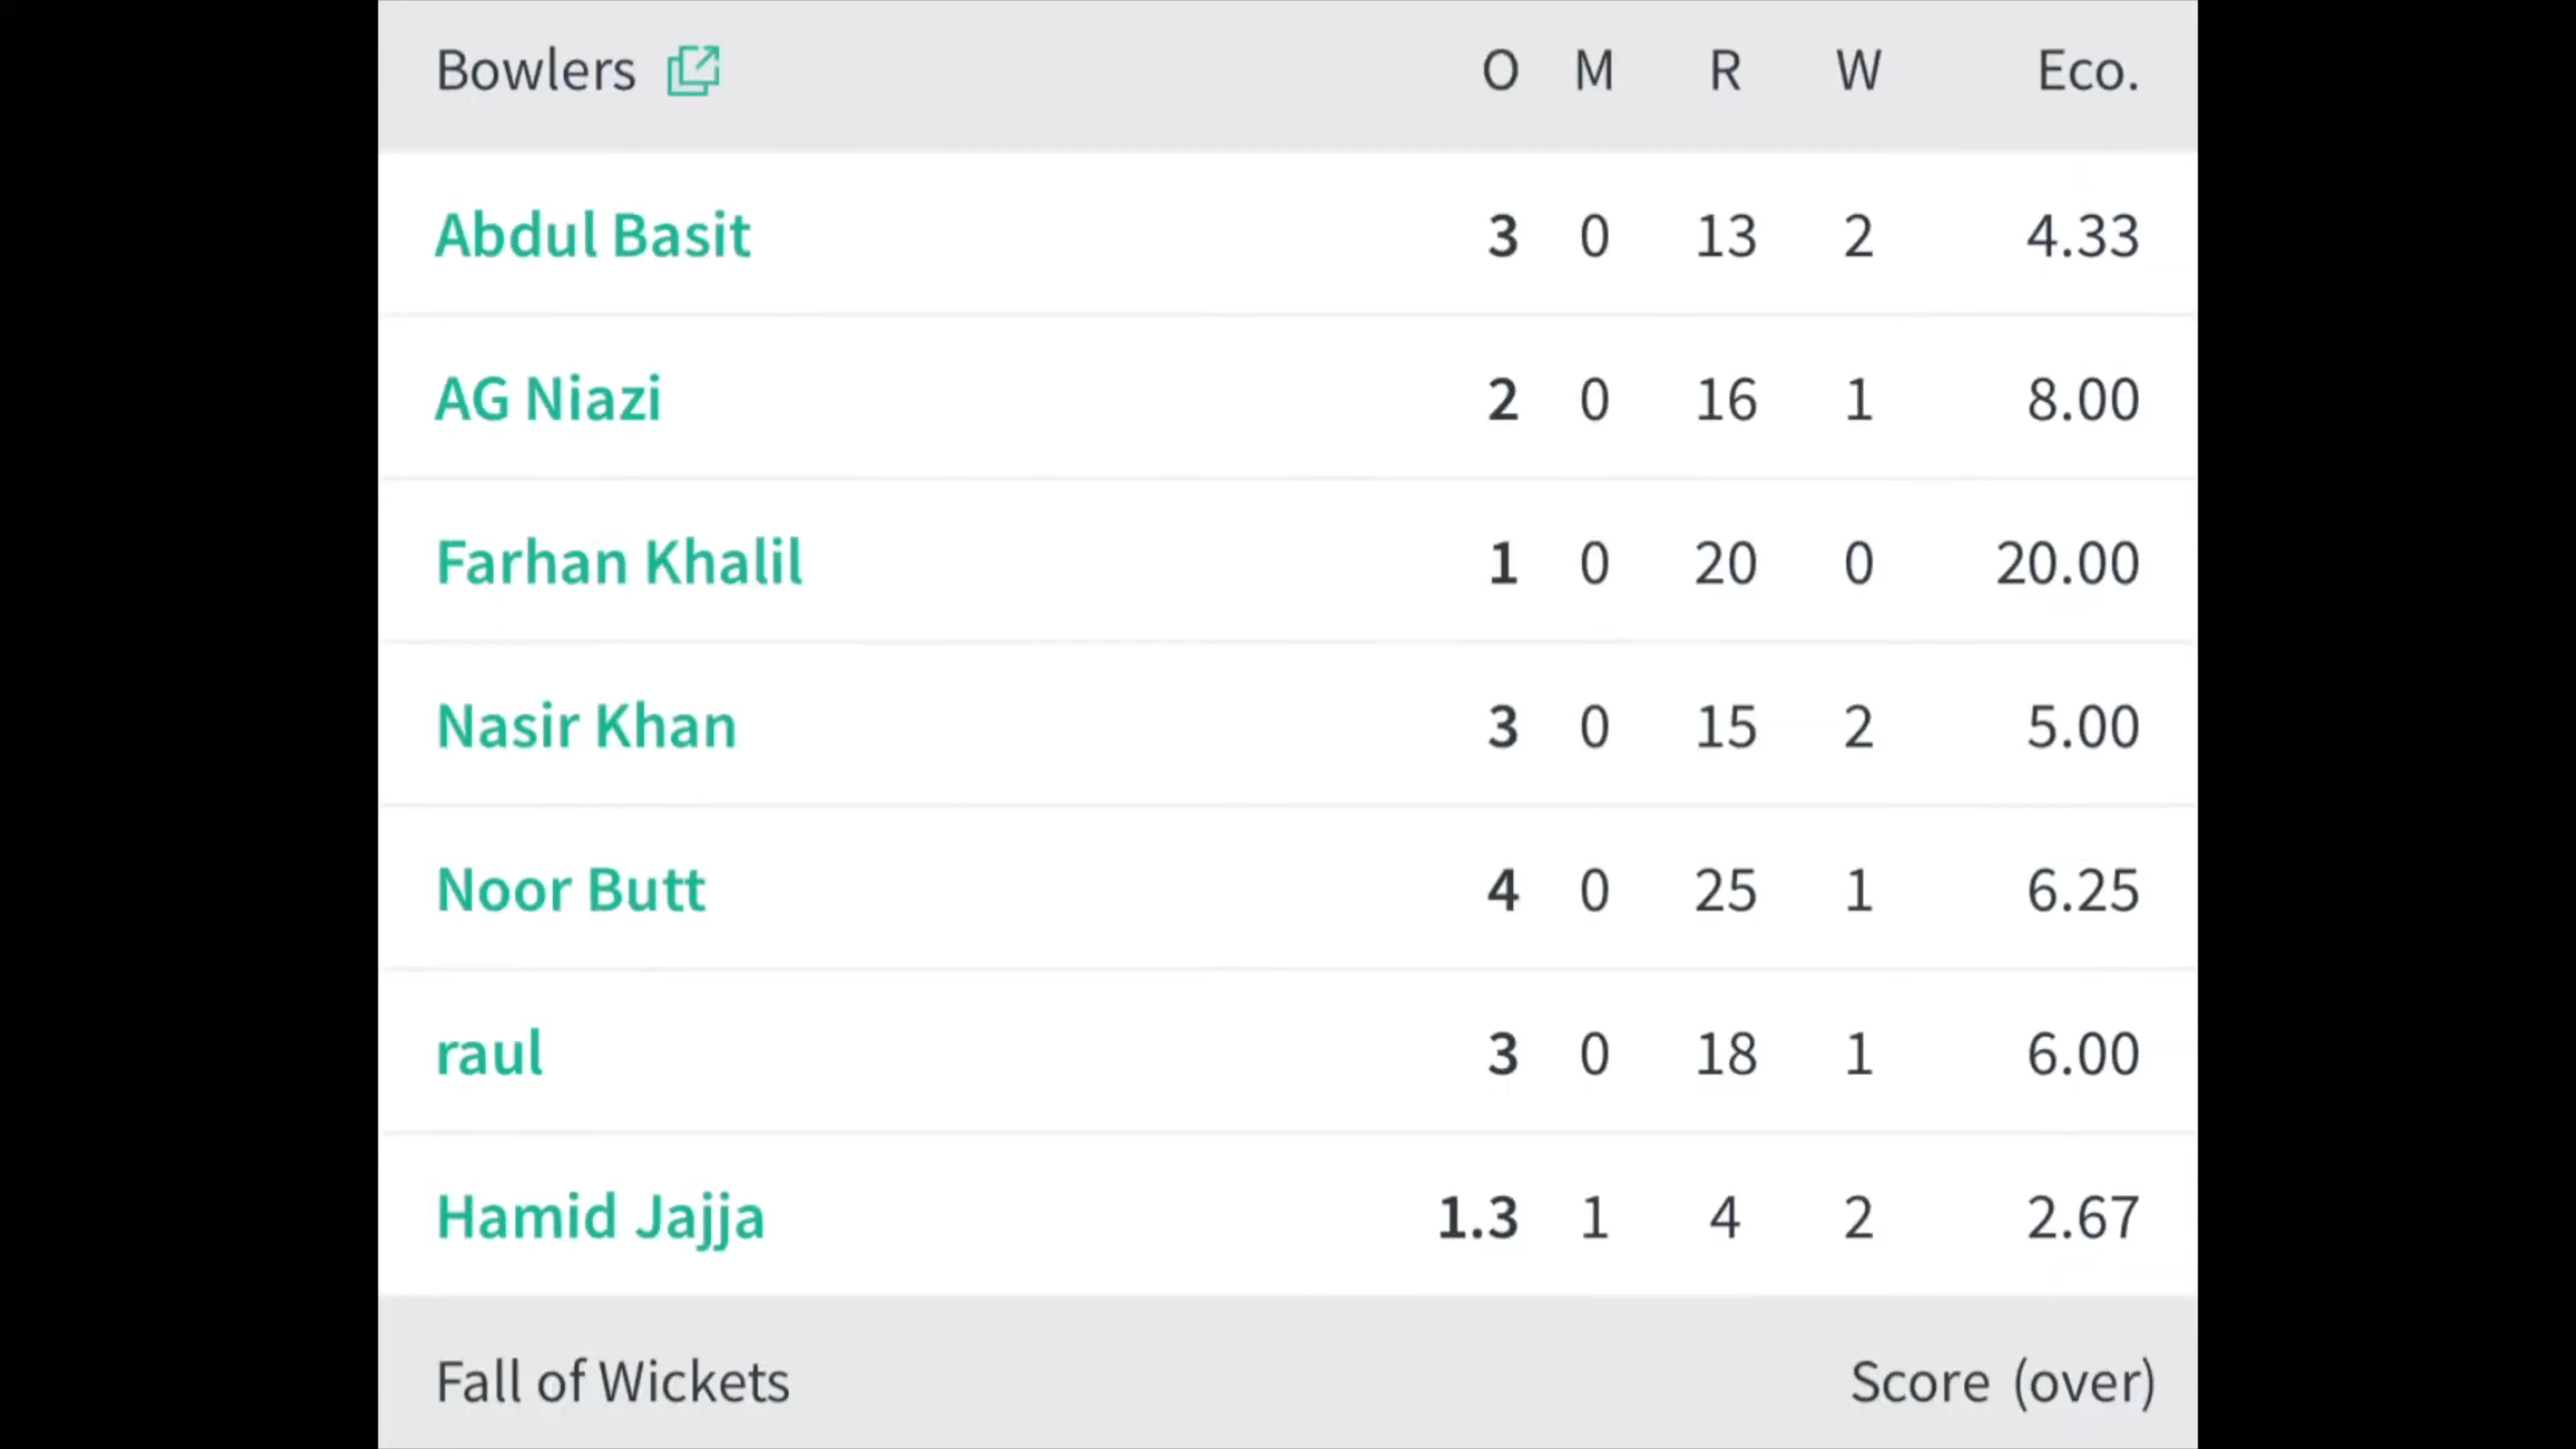 Bowlers O M R W Eco.
Abdul Basit 3 0 13 2 4.33
AG Niazi 2 0 16 1 8.00
Farhan Khalil 1 0 20 0 20.00
Nasir Khan 3 0 15 2 5.00
Noor Butt 4 0 25 1 6.25
raul 3 0 18 1 6.00
Hamid Jajja 1.3 1 4 2 2.67
Fall of Wickets Score (over)